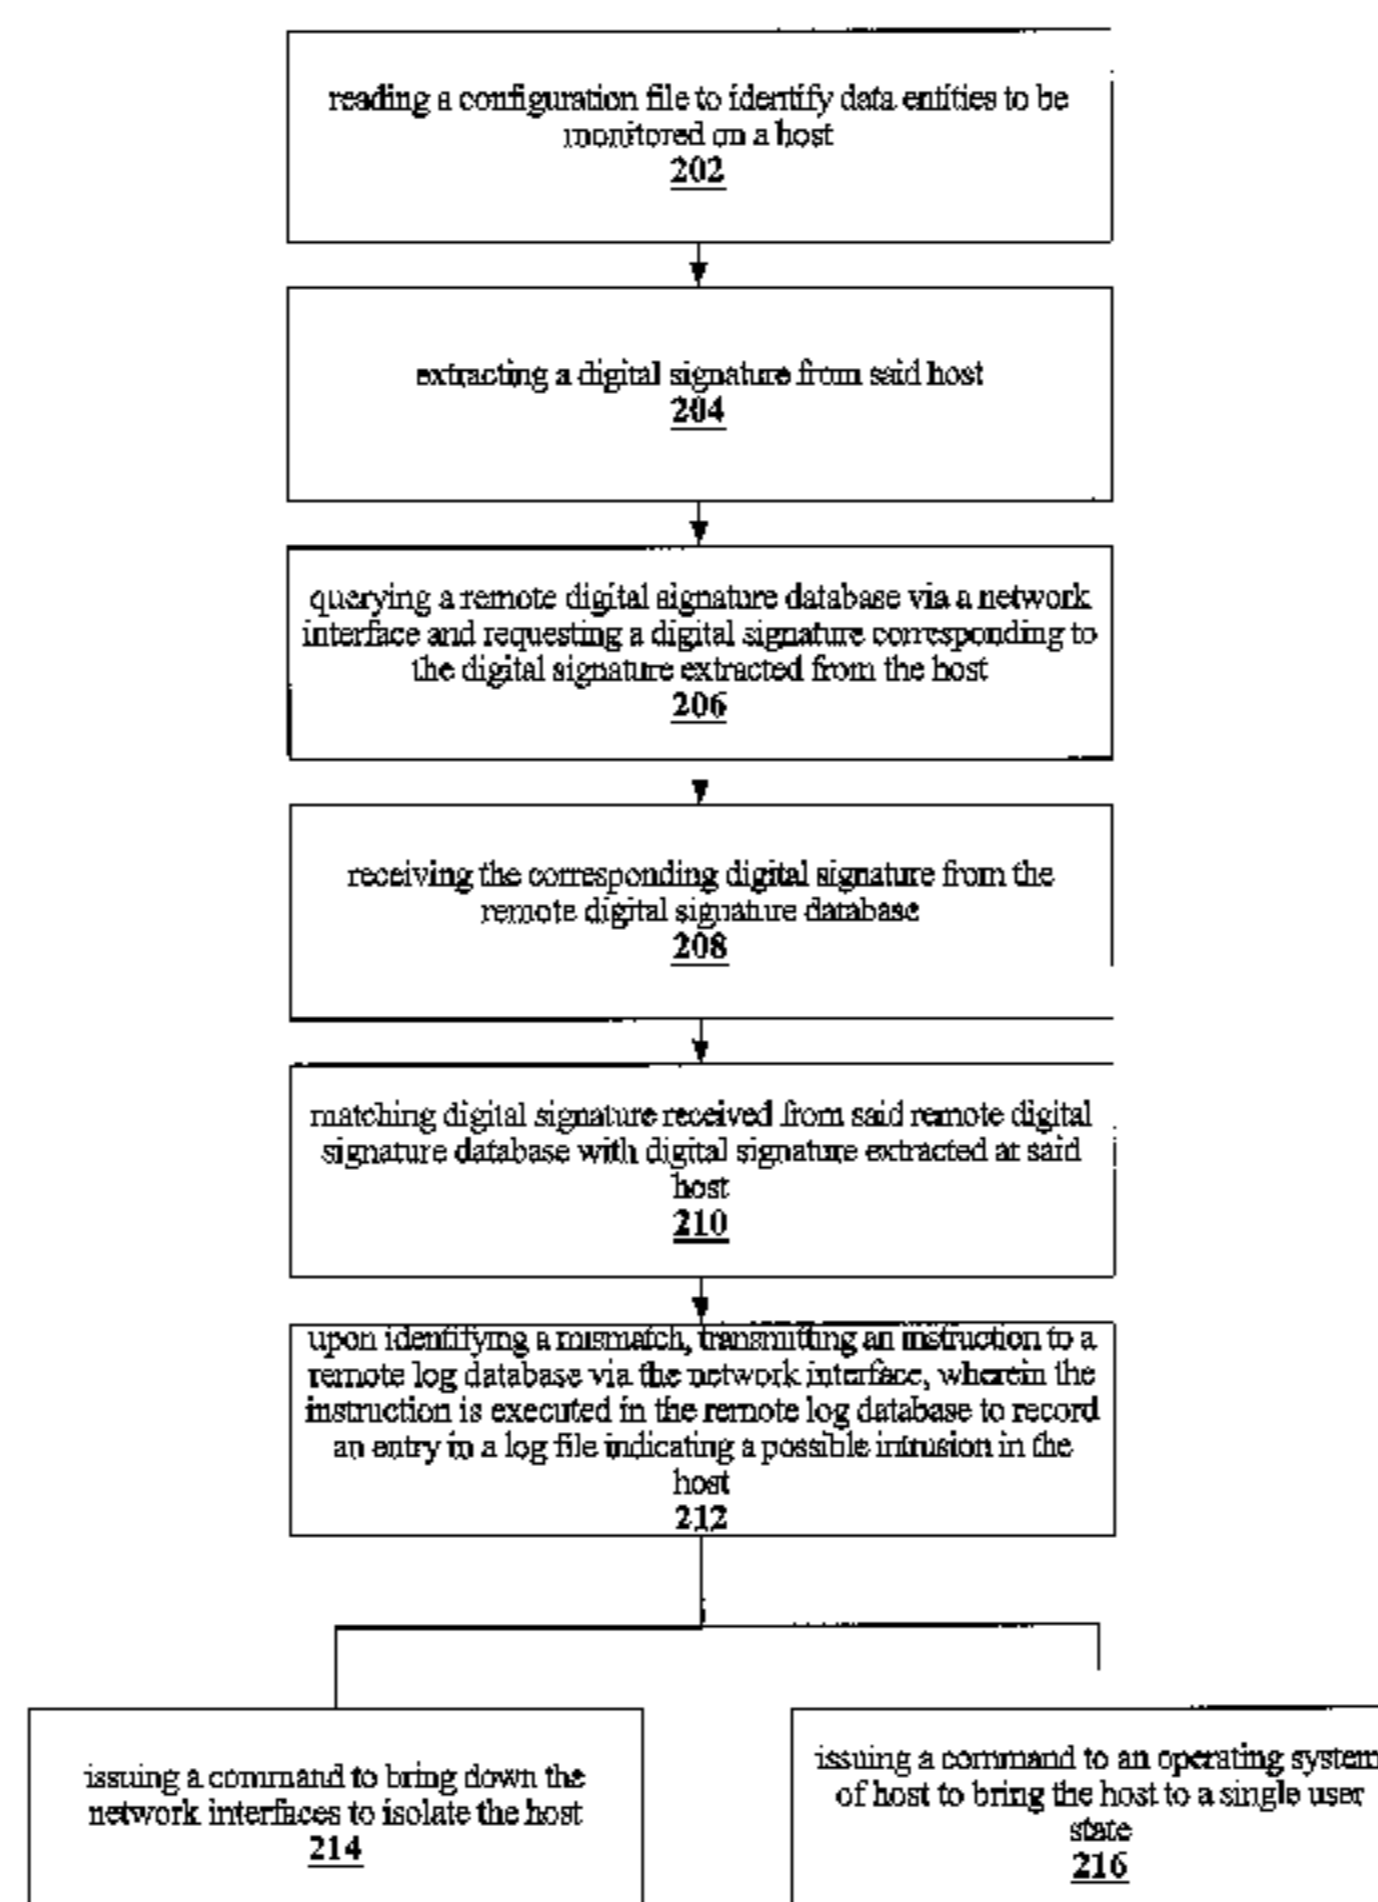 reading a configuration file to identify data entities to be
monitored on a host
202
extracting a digital signature from said host
204
querying a remote digital signature database via a network
interface and requesting a digital signature corresponding to
the digital signature extracted from the host
206
receiving the corresponding digital signature from the
remote digital signature database
208
matching digital signature received from said remote digital
signature database with digital signature extracted at said
host
210
upon identifying a mismatch, transmitting an instruction to a
remote log database via the network interface, wherein the
instruction is executed in the remote log database to record
an entry in a log file indicating a possible intrusion in the
host
212
issuing a command to bring down the
network interfaces to isolate the host
214
issuing a command to an operating system
of host to bring the host to a single user
state
216